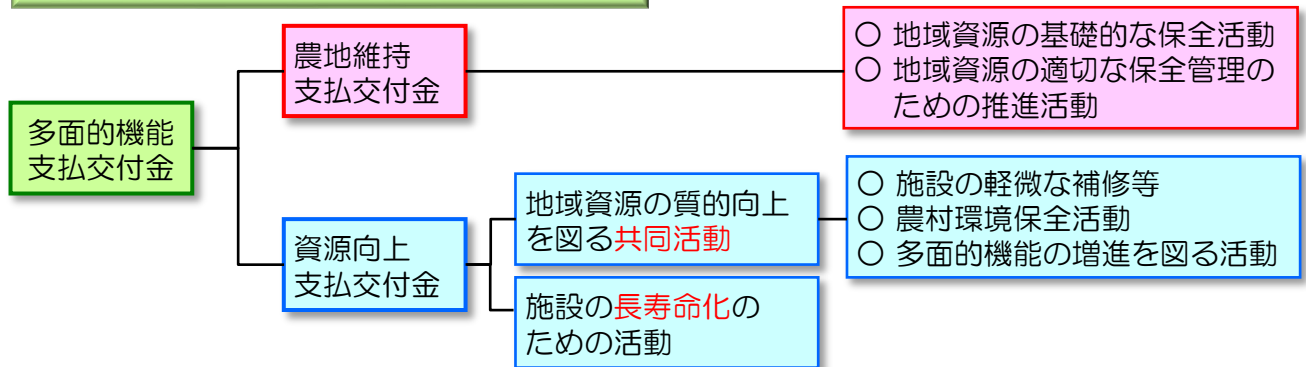 多面的機能
支払交付金
農地維持
支払交付金
○ 地域資源の基礎的な保全活動
○ 地域資源の適切な保全管理の
ための推進活動
資源向上
支払交付金
地域資源の質的向上
を図る共同活動
○ 施設の軽微な補修等
○ 農村環境保全活動
○ 多面的機能の増進を図る活動
施設の長寿命化の
ための活動